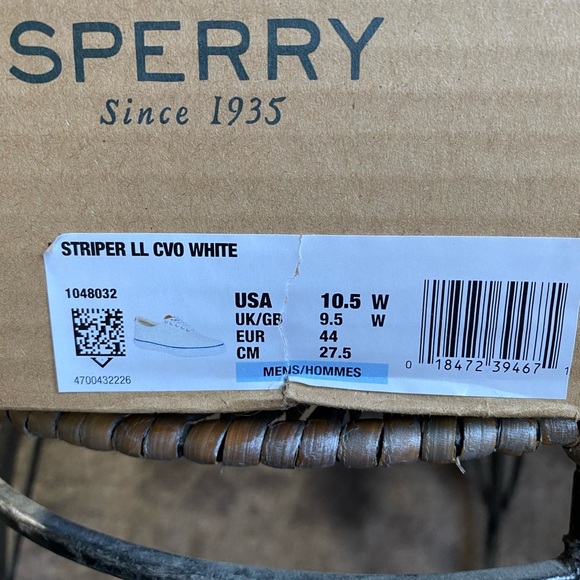 SPERRY
Since 1935
STRIPER LL CVO WHITE
1048032
USA 10.5 W
UK/GB 9.5 W
EUR 44
CM 27.5
MENS/HOMMES
4700432226
0 18472 39467 1